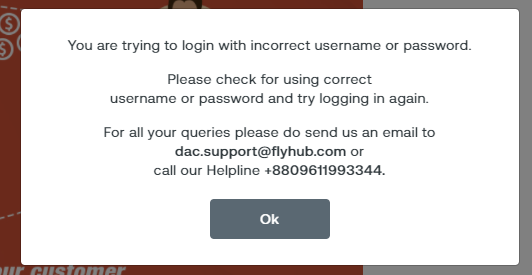 You are trying to login with incorrect username or password.
Please check for using correct
username or password and try logging in again.
For all your queries please do send us an email to
dac.support@flyhub.com or
call our Helpline +8809611993344.
Ok
your customer